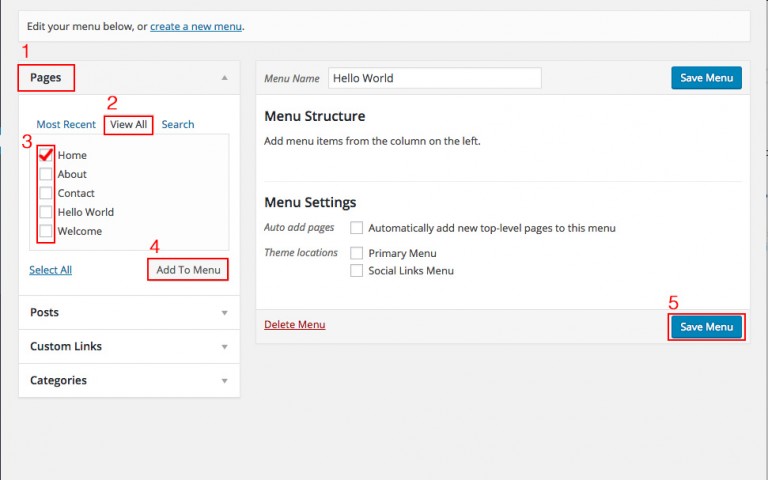 Edit your menu below, or create a new menu.
1
Pages
2
Most Recent View All Search
3
Home
About
Contact
Hello World
Welcome
4
Select All Add To Menu
Posts
Custom Links
Categories
Menu Name Hello World Save Menu
Menu Structure
Add menu items from the column on the left.
Menu Settings
Auto add pages Automatically add new top-level pages to this menu
Theme locations Primary Menu
Social Links Menu
5
Delete Menu Save Menu